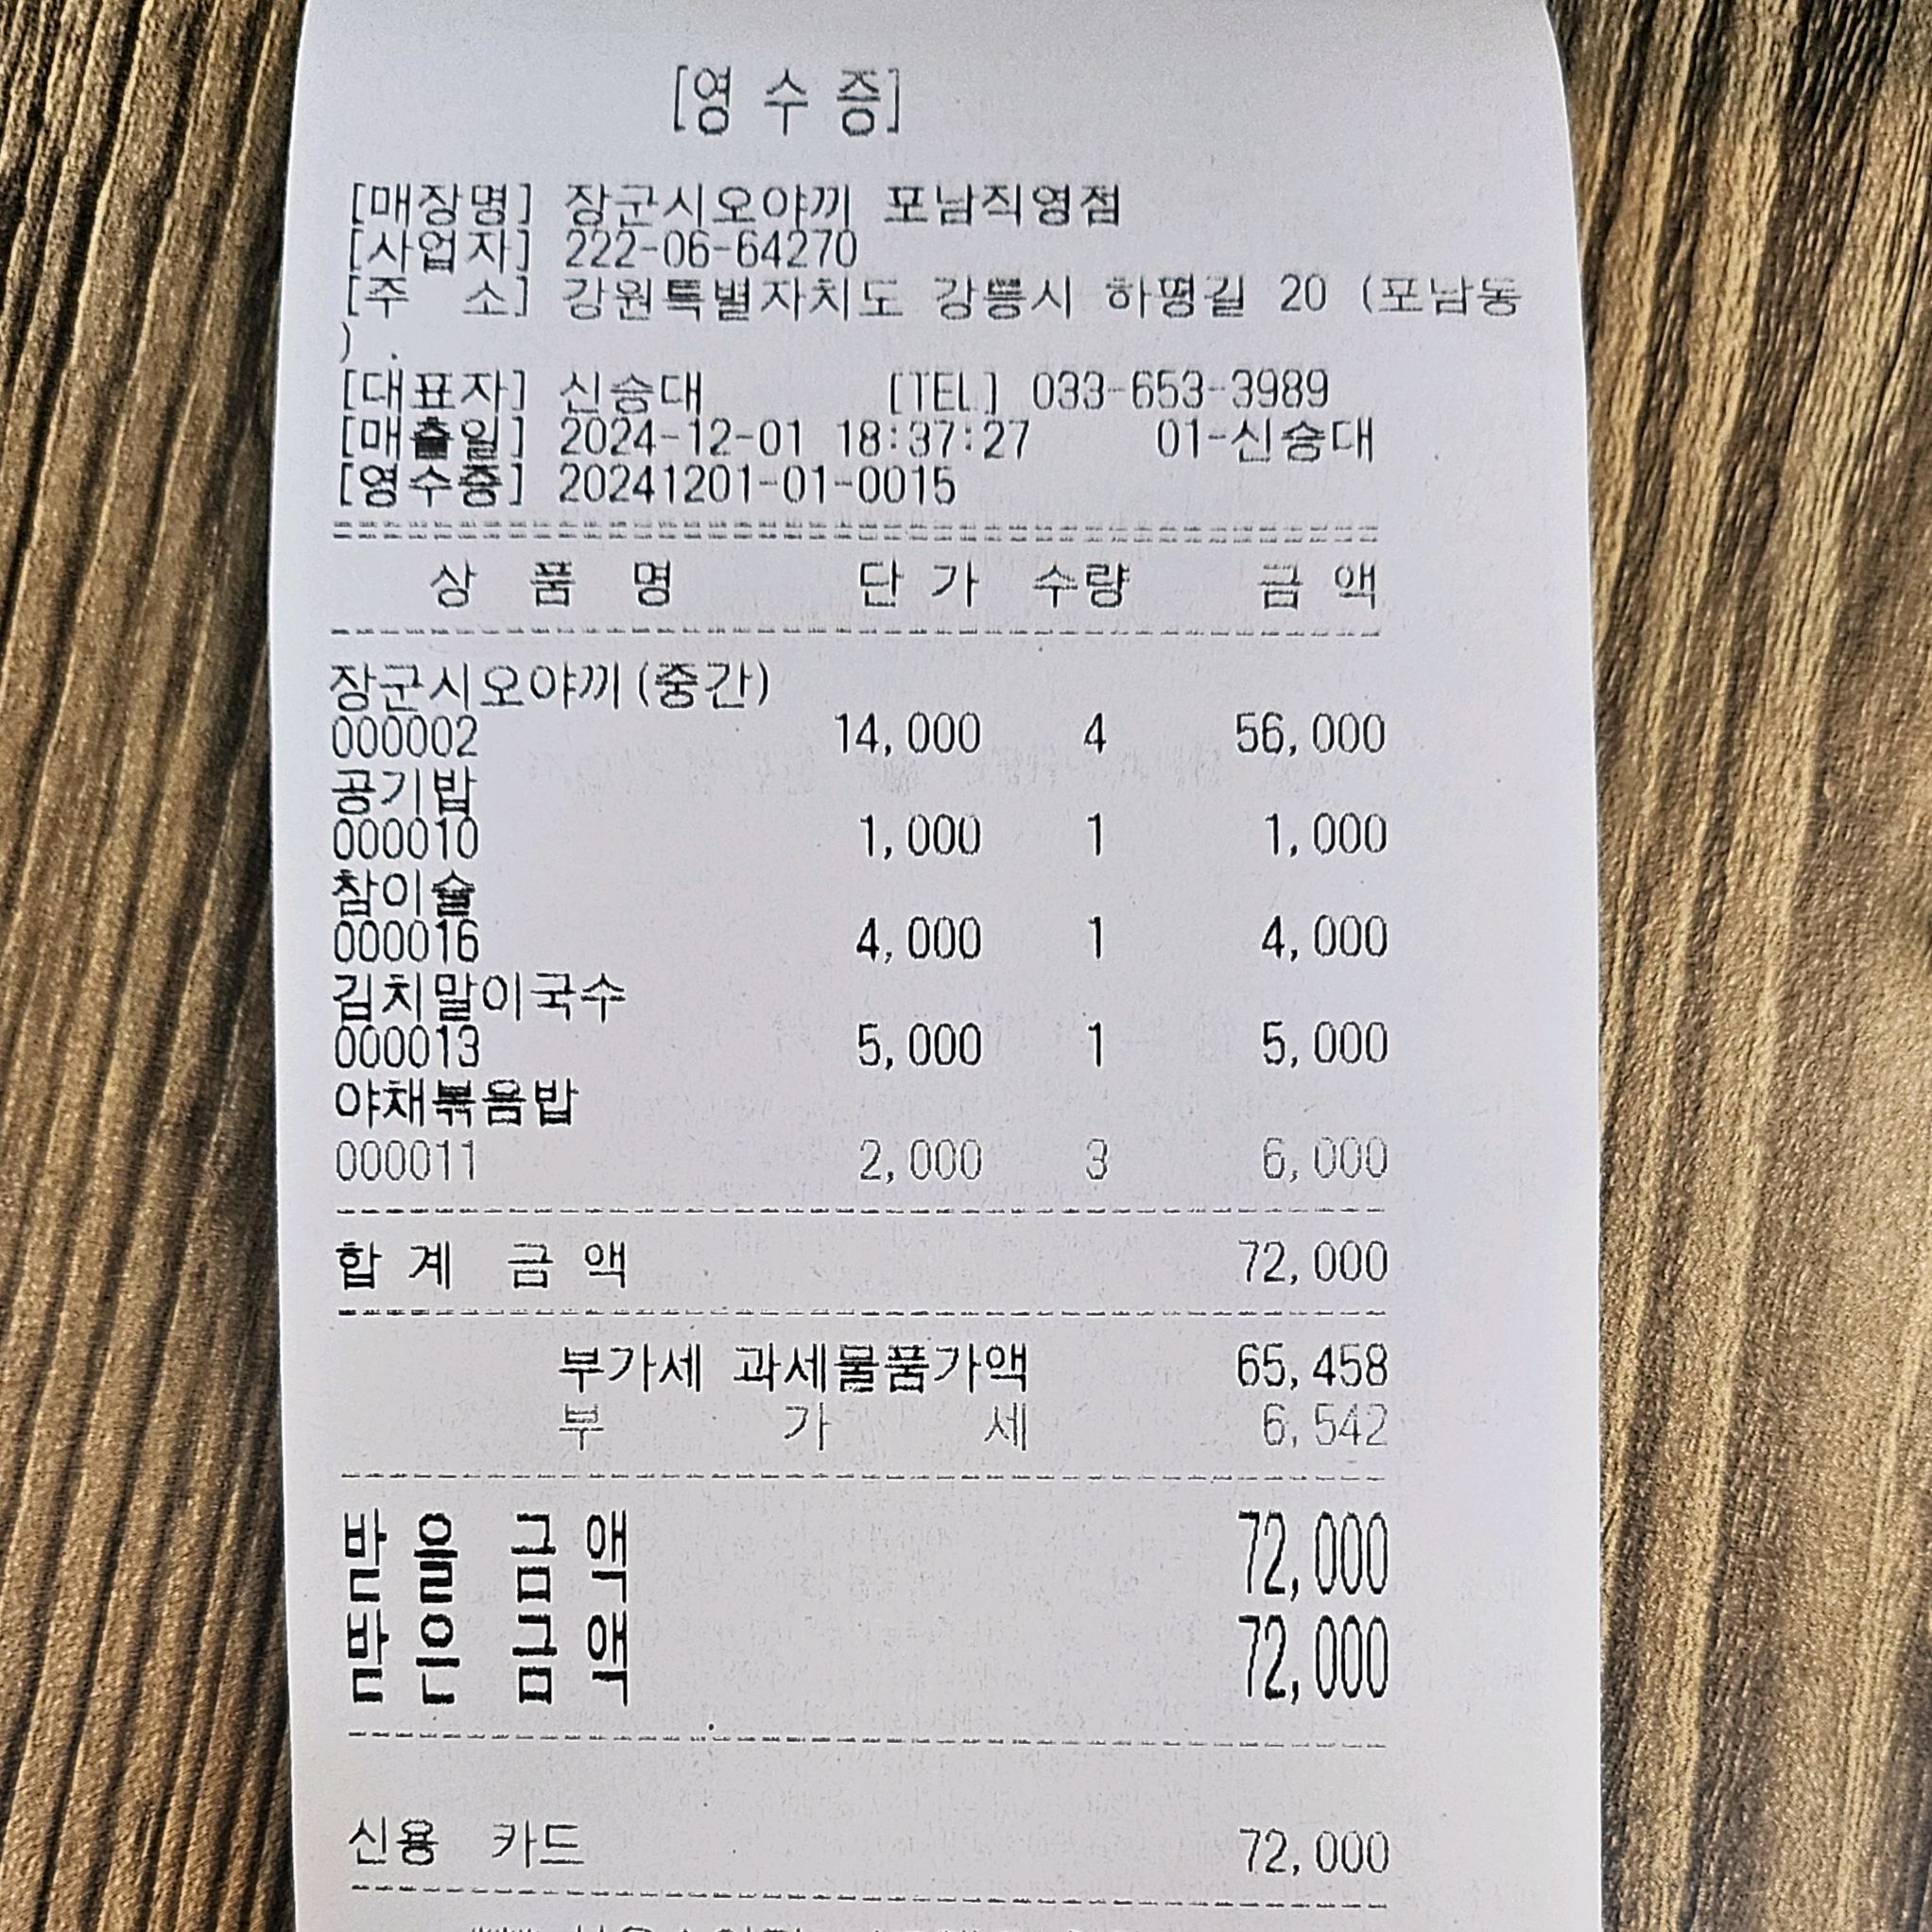 [영 수 증]
[매장명] 장군시오야끼 포남직영점
[사업자] 222-06-64270
[주 소] 강원특별자치도 강릉시 하평길 20 (포남동
) .
[대표자] 신승대 [TEL] 033-653-3989
[매출일] 2024-12-01 18:37:27 01-신승대
[영수증] 20241201-01-0015
상 품 명 단 가 수량 금 액
장군시오야끼(중간)
000002 14,000 4 56,000
공기밥
000010 1,000 1 1,000
참이슬
000016 4,000 1 4,000
김치말이국수
000013 5,000 1 5,000
야채볶음밥
000011 2,000 3 6,000
합 계 금 액 72,000
부가세 과세물품가액 65,458
부 가 세 6,542
받 을 금 액 72,000
받 은 금 액 72,000
신용 카드 72,000